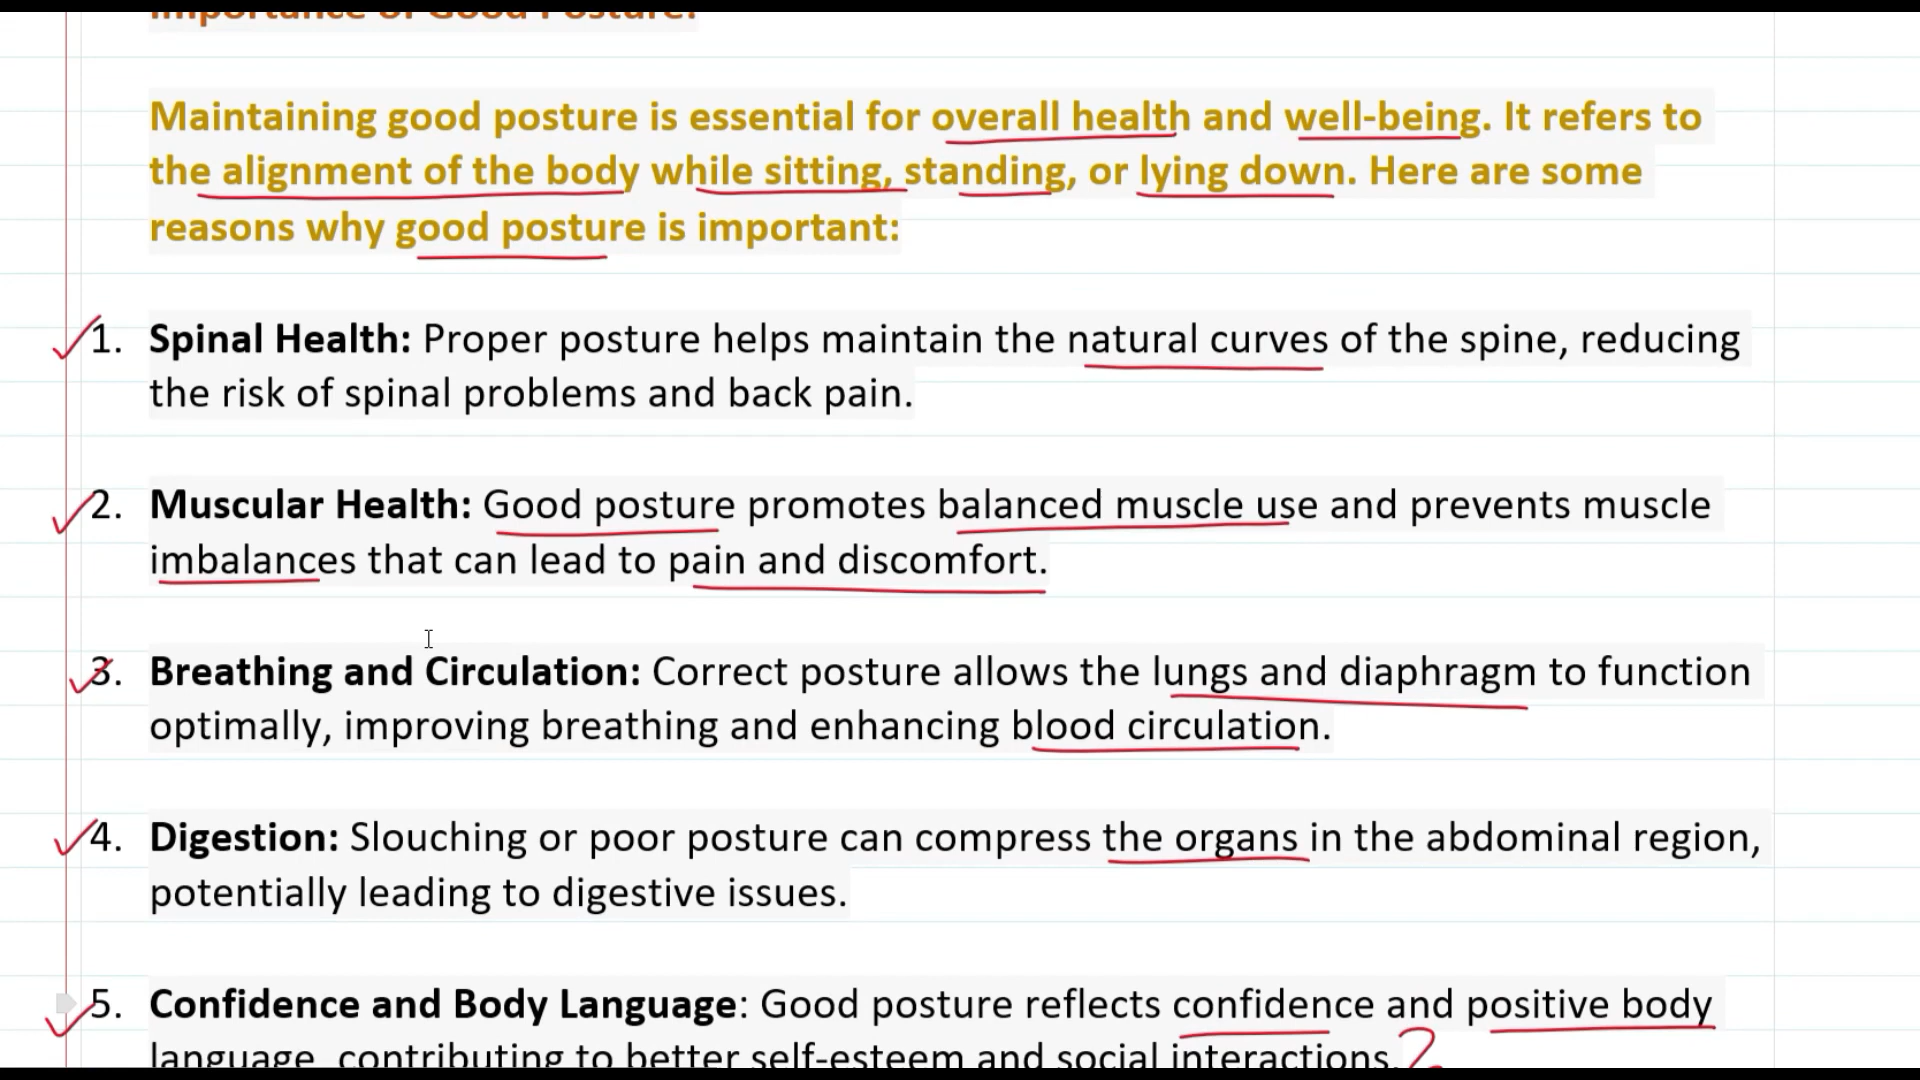 Importance of Good Posture:
Maintaining good posture is essential for overall health and well-being. It refers to
the alignment of the body while sitting, standing, or lying down. Here are some
reasons why good posture is important:
1. Spinal Health: Proper posture helps maintain the natural curves of the spine, reducing
the risk of spinal problems and back pain.
2. Muscular Health: Good posture promotes balanced muscle use and prevents muscle
imbalances that can lead to pain and discomfort.
3. Breathing and Circulation: Correct posture allows the lungs and diaphragm to function
optimally, improving breathing and enhancing blood circulation.
4. Digestion: Slouching or poor posture can compress the organs in the abdominal region,
potentially leading to digestive issues.
5. Confidence and Body Language: Good posture reflects confidence and positive body
language, contributing to better self-esteem and social interactions.